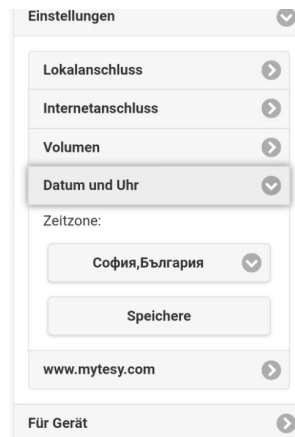 Einstellungen
Lokalanschluss
Internetanschluss
Volumen
Datum und Uhr
Zeitzone:
София,България
Speichere
www.mytesy.com
Für Gerät